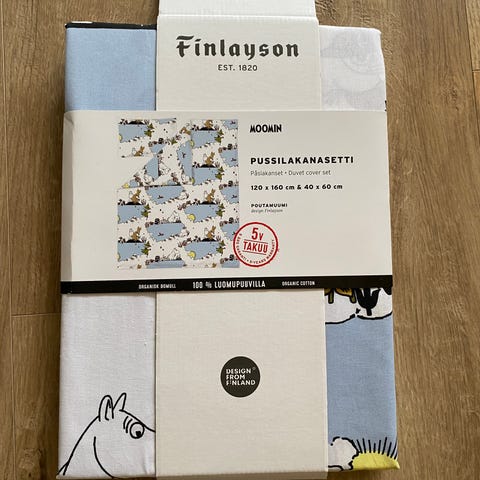 Finlayson
EST. 1820
MOOMIN
PUSSILAKANASETTI
Påslakanset • Duvet cover set
120 x 160 cm & 40 x 60 cm
POUTAMUUMI
design Finlayson
5v
TAKUU
ORGANISK BOMULL
100 % LUOMUPUUVILLA
ORGANIC COTTON
DESIGN
FROM
FINLAND